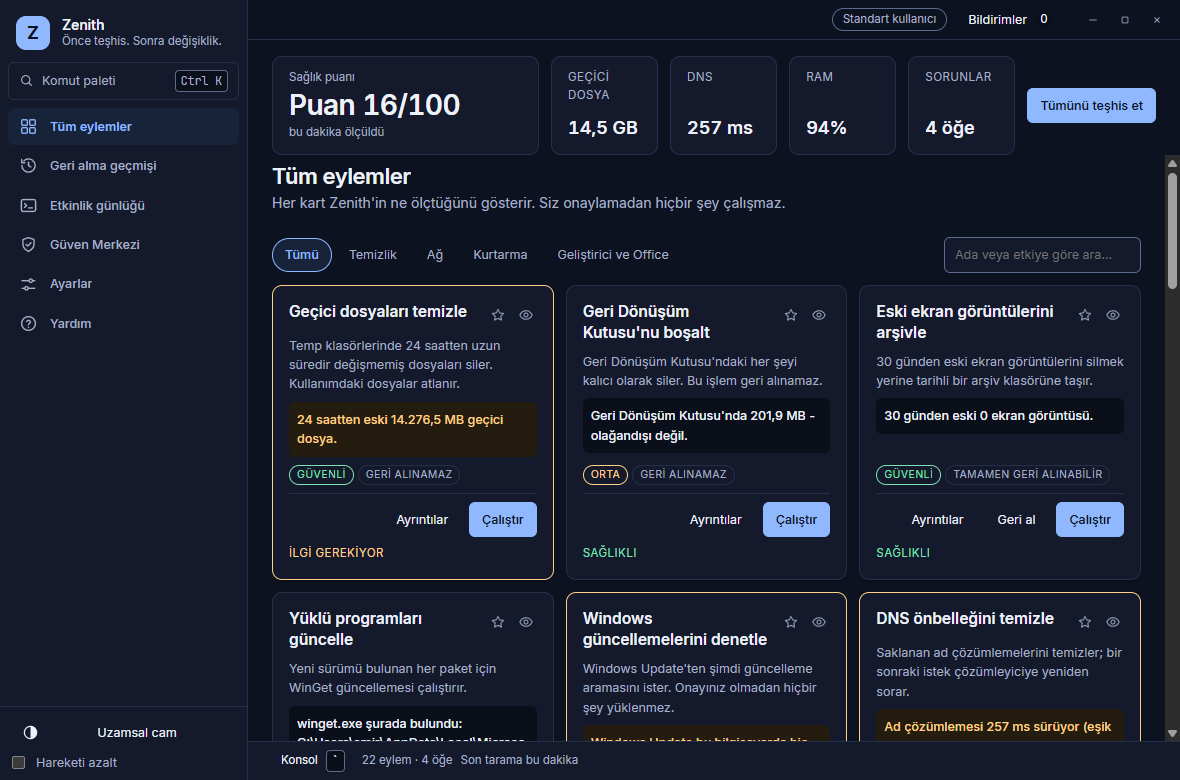 Z
Zenith
Önce teşhis. Sonra değişiklik.
Komut paleti
Ctrl K
Tüm eylemler
Geri alma geçmişi
Etkinlik günlüğü
Güven Merkezi
Ayarlar
Yardım
Uzamsal cam
Hareketi azalt
Standart kullanıcı
Bildirimler 0
Sağlık puanı
Puan 16/100
bu dakika ölçüldü
GEÇİCİ
DOSYA
14,5 GB
DNS
257 ms
RAM
94%
SORUNLAR
4 öğe
Tümünü teşhis et
Tüm eylemler
Her kart Zenith'in ne ölçtüğünü gösterir. Siz onaylamadan hiçbir şey çalışmaz.
Tümü
Temizlik
Ağ
Kurtarma
Geliştirici ve Office
Ada veya etkiye göre ara...
Geçici dosyaları temizle
Temp klasörlerinde 24 saatten uzun
süredir değişmemiş dosyaları siler.
Kullanımdaki dosyalar atlanır.
24 saatten eski 14.276,5 MB geçici
dosya.
GÜVENLİ
GERİ ALINAMAZ
Ayrıntılar
Çalıştır
İLGİ GEREKİYOR
Geri Dönüşüm
Kutusu'nu boşalt
Geri Dönüşüm Kutusu'ndaki her şeyi
kalıcı olarak siler. Bu işlem geri alınamaz.
Geri Dönüşüm Kutusu'nda 201,9 MB -
olağandışı değil.
ORTA
GERİ ALINAMAZ
Ayrıntılar
Çalıştır
SAĞLIKLI
Eski ekran görüntülerini
arşivle
30 günden eski ekran görüntülerini silmek
yerine tarihli bir arşiv klasörüne taşır.
30 günden eski 0 ekran görüntüsü.
GÜVENLİ
TAMAMEN GERİ ALINABİLİR
Ayrıntılar
Geri al
Çalıştır
SAĞLIKLI
Yüklü programları
güncelle
Yeni sürümü bulunan her paket için
WinGet güncellemesi çalıştırır.
winget.exe şurada bulundu:
Windows
güncellemelerini denetle
Windows Update'ten şimdi güncelleme
aramasını ister. Onayınız olmadan hiçbir
şey yüklenmez.
DNS önbelleğini temizle
Saklanan ad çözümlemelerini temizler; bir
sonraki istek çözümleyiciye yeniden
sorar.
Ad çözümlemesi 257 ms sürüyor (eşik
Konsol `
22 eylem · 4 öğe
Son tarama bu dakika